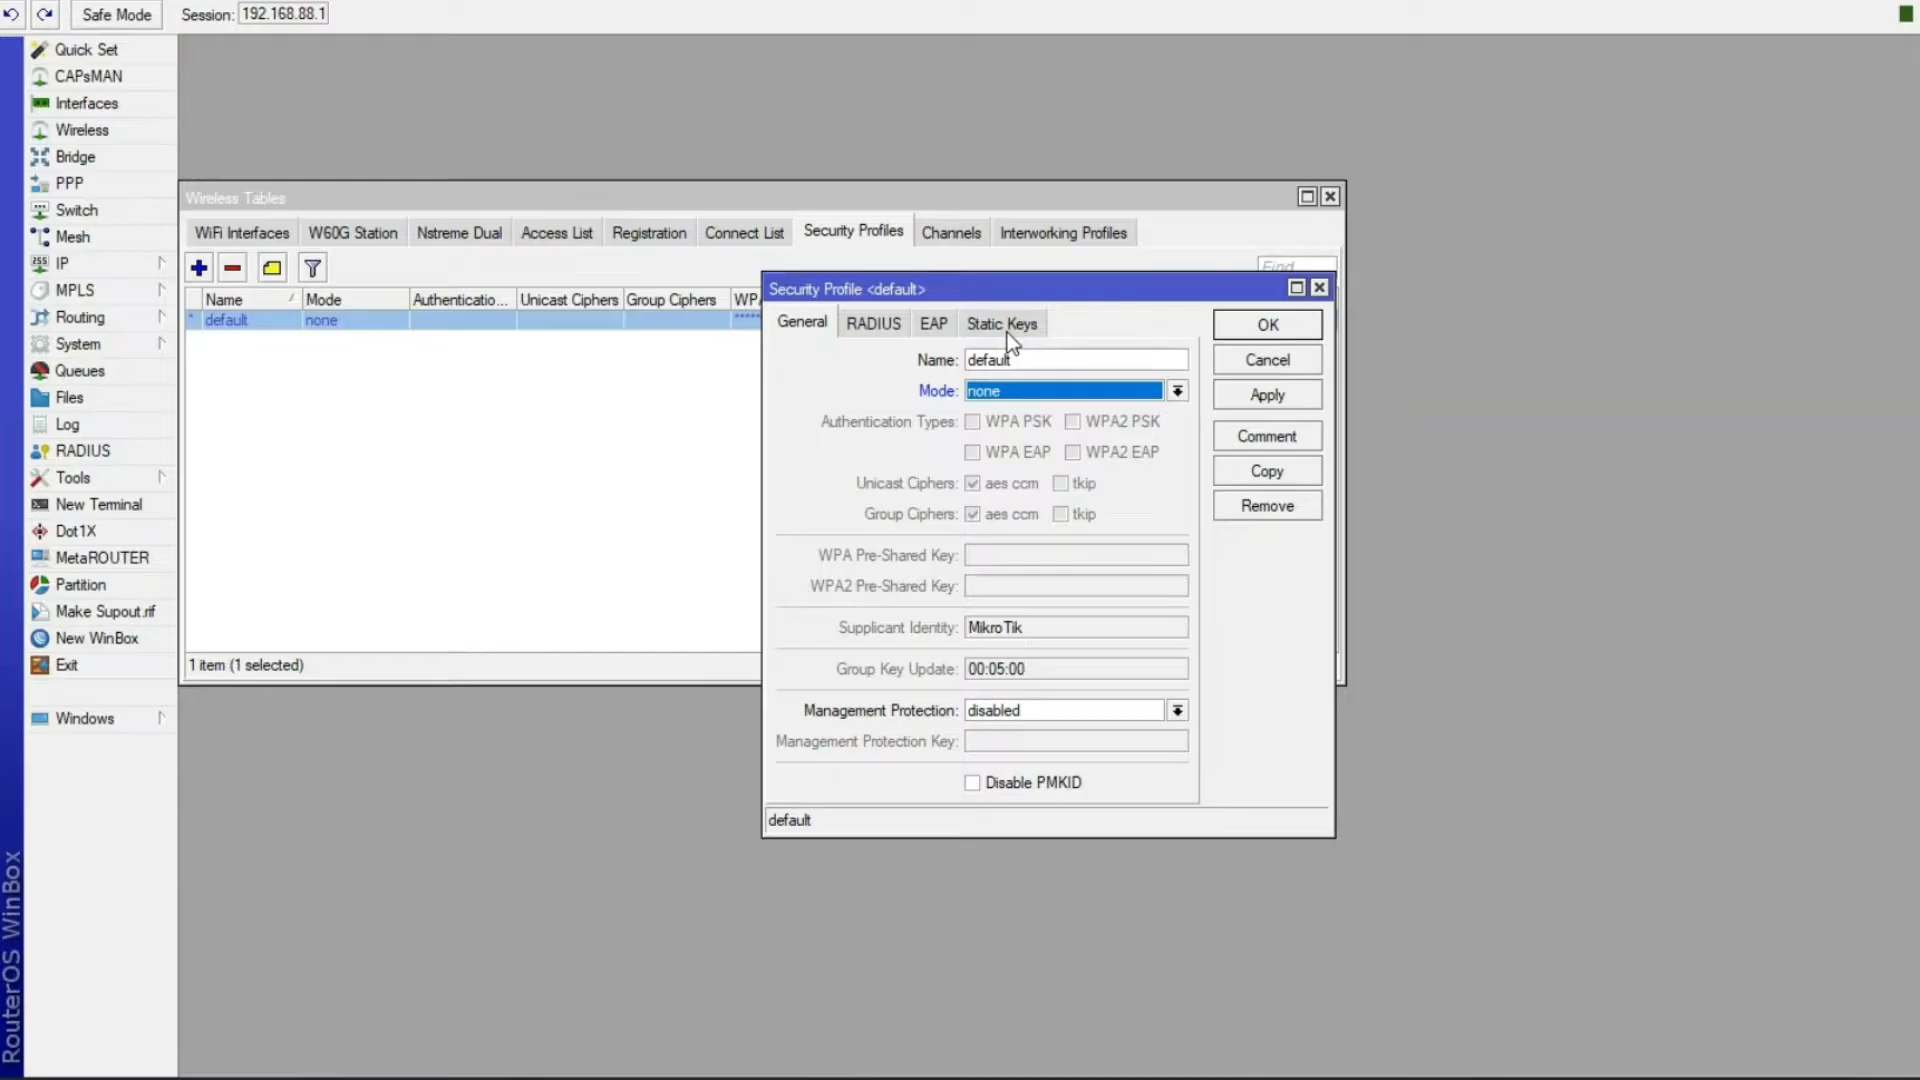 Safe Mode Session: 192.168.88.1
Quick Set
CAPsMAN
Interfaces
Wireless
Bridge
PPP
Switch
Mesh
IP
MPLS
Routing
System
Queues
Files
Log
RADIUS
Tools
New Terminal
Dot1X
MetaROUTER
Partition
Make Supout.rif
New WinBox
Exit
Windows
RouterOS WinBox
Wireless Tables
WiFi Interfaces W60G Station Nstreme Dual Access List Registration Connect List Security Profiles Channels Interworking Profiles
Find
Name Mode Authenticatio... Unicast Ciphers Group Ciphers
* default none *****
1 item (1 selected)
Security Profile <default>
General RADIUS EAP Static Keys
Name: default
Mode: none
Authentication Types: WPA PSK WPA2 PSK
WPA EAP WPA2 EAP
Unicast Ciphers: aes ccm tkip
Group Ciphers: aes ccm tkip
WPA Pre-Shared Key:
WPA2 Pre-Shared Key:
Supplicant Identity: MikroTik
Group Key Update: 00:05:00
Management Protection: disabled
Management Protection Key:
Disable PMKID
default
OK
Cancel
Apply
Comment
Copy
Remove